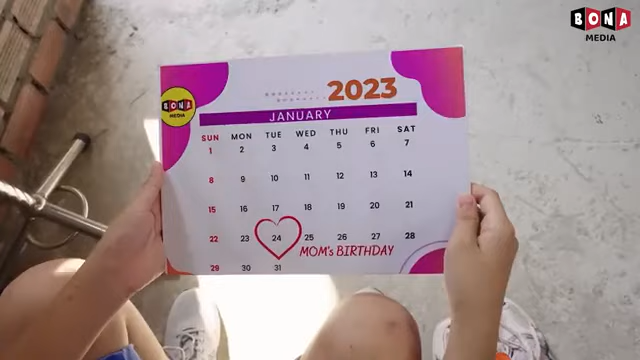 BONA
MEDIA
2023
BONA
MEDIA
JANUARY
SUN MON TUE WED THU FRI SAT
1 2 3 4 5 6 7
8 9 10 11 12 13 14
15 16 17 18 19 20 21
22 23 24 25 26 27 28
MOM's BIRTHDAY
29 30 31